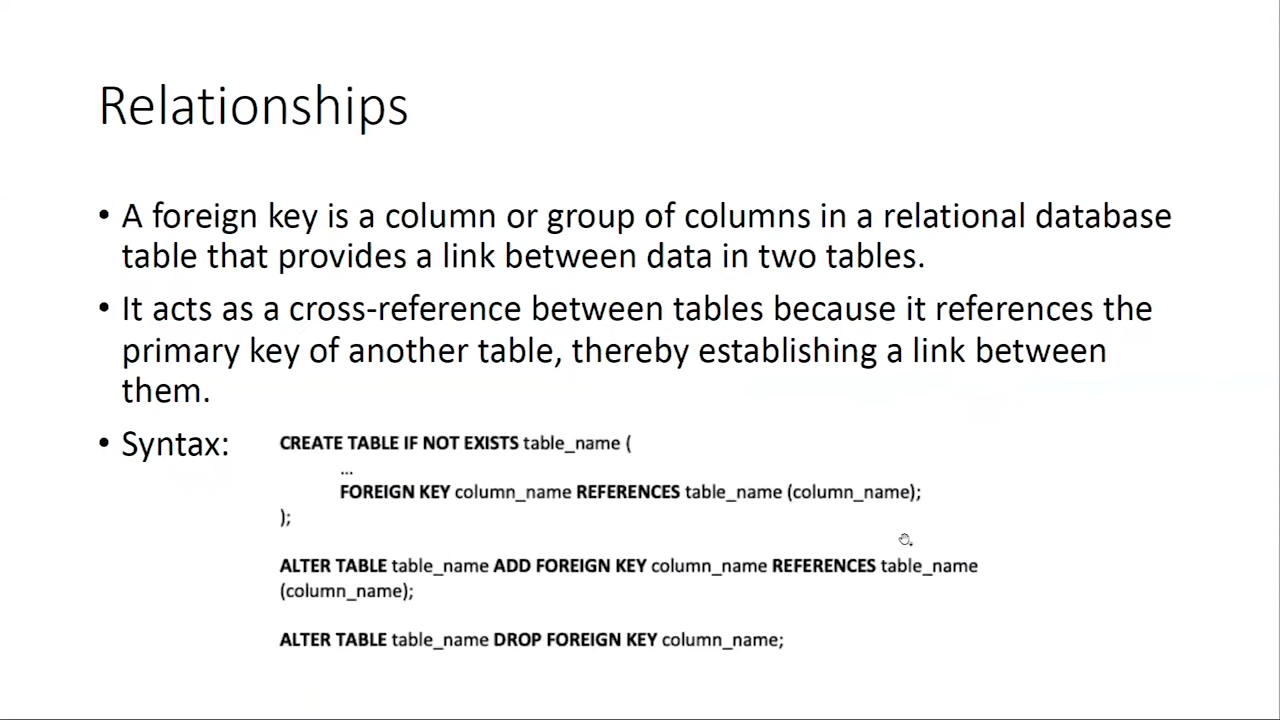 Relationships
• A foreign key is a column or group of columns in a relational database
table that provides a link between data in two tables.
• It acts as a cross-reference between tables because it references the
primary key of another table, thereby establishing a link between
them.
• Syntax:
CREATE TABLE IF NOT EXISTS table_name (
...
FOREIGN KEY column_name REFERENCES table_name (column_name);
);
ALTER TABLE table_name ADD FOREIGN KEY column_name REFERENCES table_name
(column_name);
ALTER TABLE table_name DROP FOREIGN KEY column_name;